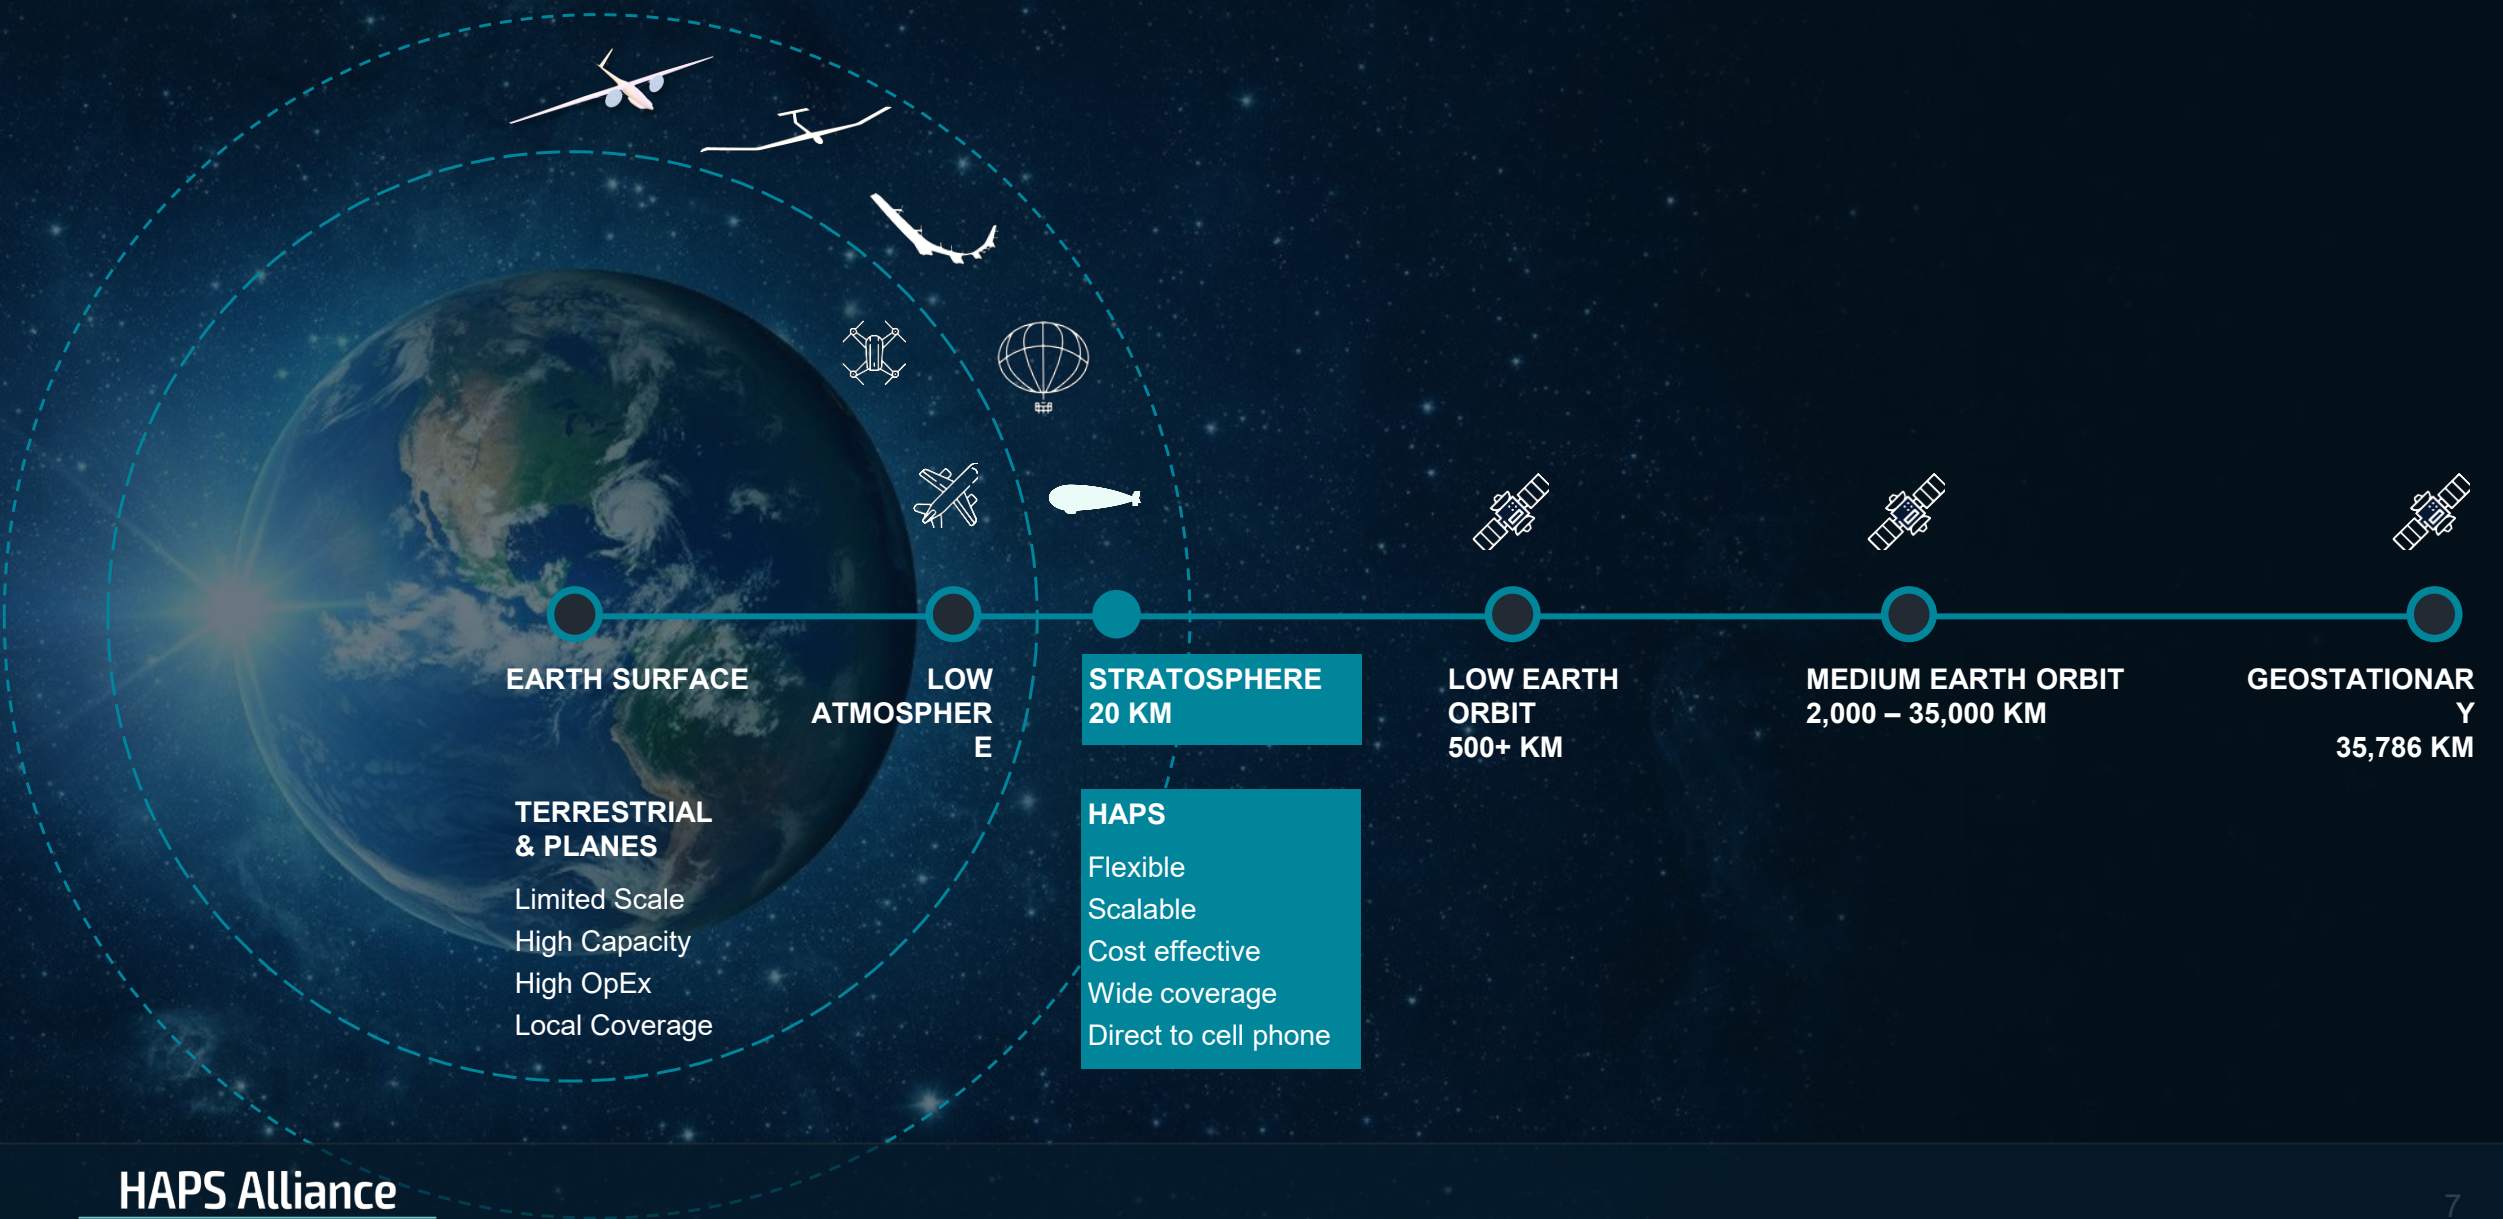 EARTH SURFACE
LOW
ATMOSPHER
E
STRATOSPHERE
20 KM
LOW EARTH
ORBIT
500+ KM
MEDIUM EARTH ORBIT
2,000 – 35,000 KM
GEOSTATIONAR
Y
35,786 KM
TERRESTRIAL
& PLANES
Limited Scale
High Capacity
High OpEx
Local Coverage
HAPS
Flexible
Scalable
Cost effective
Wide coverage
Direct to cell phone
HAPS Alliance
7